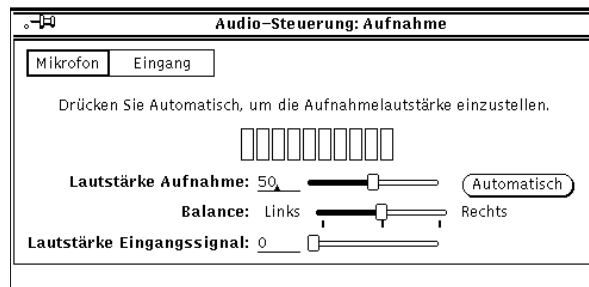 Audio-Steuerung: Aufnahme
Mikrofon Eingang
Drücken Sie Automatisch, um die Aufnahmelautstärke einzustellen.
Lautstärke Aufnahme: 50 Automatisch
Balance: Links Rechts
Lautstärke Eingangssignal: 0